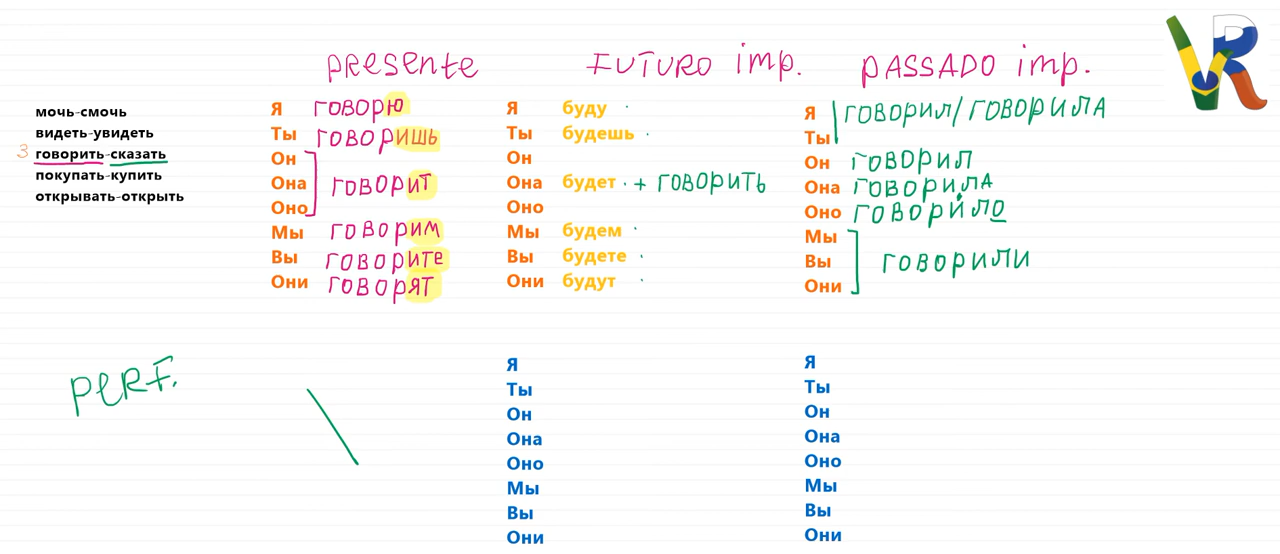 PRESENTE FUTURO imp. PASSADO imp.
мочь-смочь
видеть-увидеть
3 говорить-сказать
покупать-купить
открывать-открыть
Я говорю
Ты говоришь
Он
Она говорит
Оно
Мы говорим
Вы говорите
Они говорят
Я буду
Ты будешь
Он
Она будет + говорить
Оно
Мы будем
Вы будете
Они будут
Я говорил/говорила
Ты
Он говорил
Она говорила
Оно говорило
Мы
Вы говорили
Они
PERF.
Я
Ты
Он
Она
Оно
Мы
Вы
Они
Я
Ты
Он
Она
Оно
Мы
Вы
Они
VR